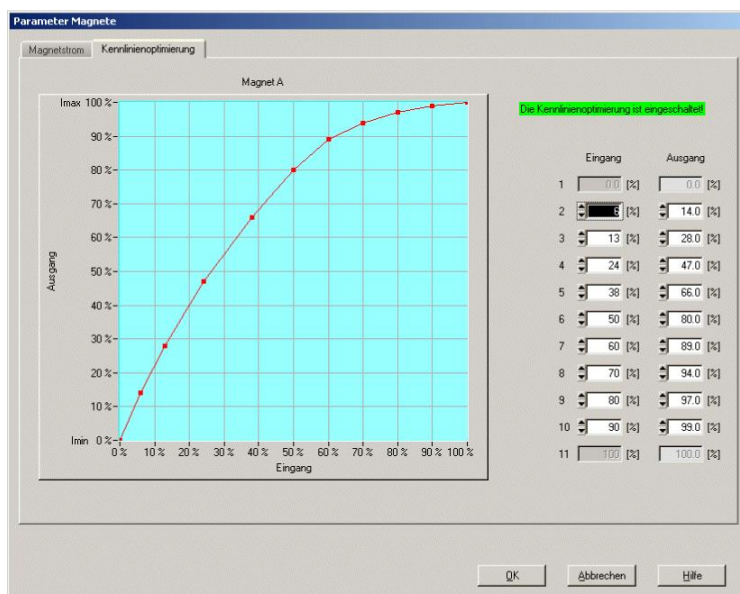 Parameter Magnete
Magnetstrom Kennlinienoptimierung
Magnet A
Die Kennlinienoptimierung ist eingeschaltet!
Imax 100 %
90 %
80 %
70 %
60 %
50 %
40 %
30 %
20 %
10 %
Imin 0 %
Ausgang
0 % 10 % 20 % 30 % 40 % 50 % 60 % 70 % 80 % 90 % 100 %
Eingang
Eingang Ausgang
1 0.0 [%] 0.0 [%]
2 6 [%] 14.0 [%]
3 13 [%] 28.0 [%]
4 24 [%] 47.0 [%]
5 38 [%] 66.0 [%]
6 50 [%] 80.0 [%]
7 60 [%] 89.0 [%]
8 70 [%] 94.0 [%]
9 80 [%] 97.0 [%]
10 90 [%] 99.0 [%]
11 100 [%] 100.0 [%]
OK Abbrechen Hilfe